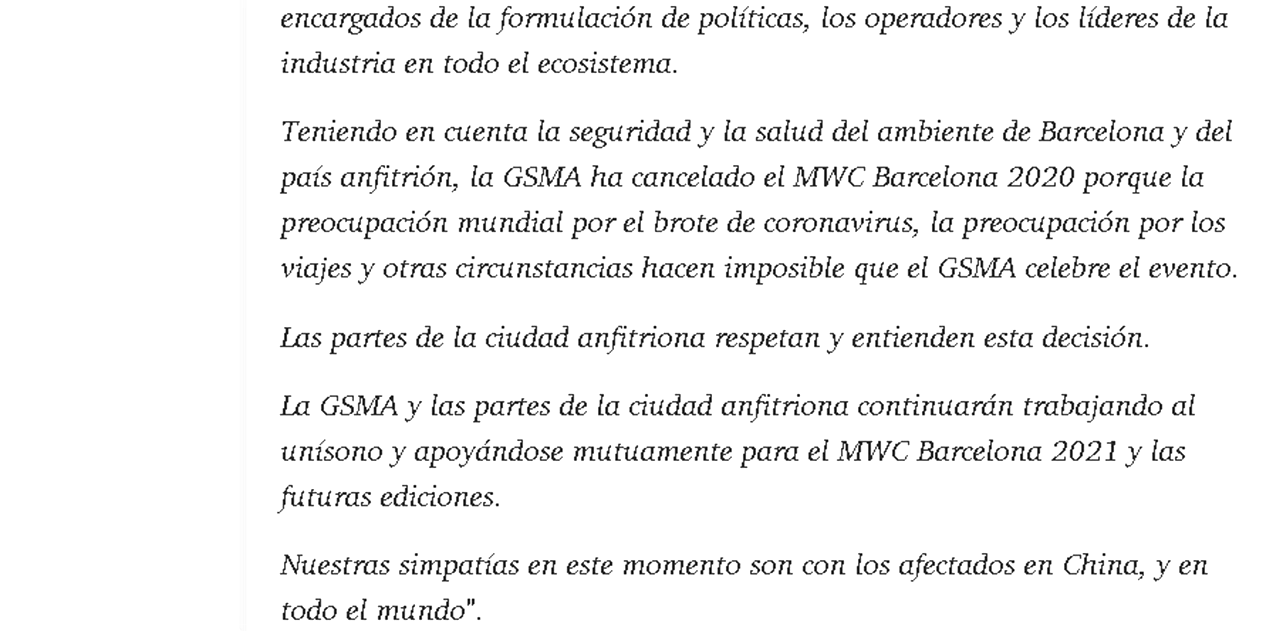 encargados de la formulación de políticas, los operadores y los líderes de la
industria en todo el ecosistema.
Teniendo en cuenta la seguridad y la salud del ambiente de Barcelona y del
país anfitrión, la GSMA ha cancelado el MWC Barcelona 2020 porque la
preocupación mundial por el brote de coronavirus, la preocupación por los
viajes y otras circunstancias hacen imposible que el GSMA celebre el evento.
Las partes de la ciudad anfitriona respetan y entienden esta decisión.
La GSMA y las partes de la ciudad anfitriona continuarán trabajando al
unísono y apoyándose mutuamente para el MWC Barcelona 2021 y las
futuras ediciones.
Nuestras simpatías en este momento son con los afectados en China, y en
todo el mundo".